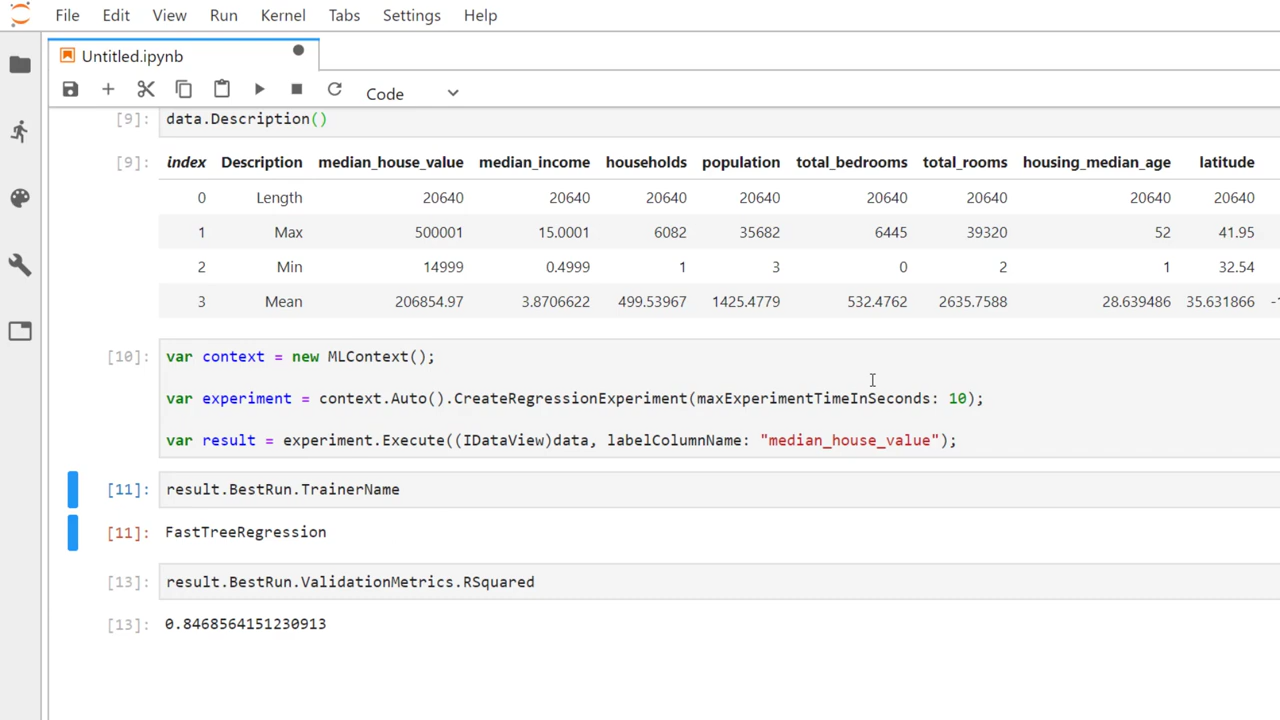 File Edit View Run Kernel Tabs Settings Help
Untitled.ipynb
Code
[9]: data.Description()
[9]: index Description median_house_value median_income households population total_bedrooms total_rooms housing_median_age latitude
0 Length 20640 20640 20640 20640 20640 20640 20640 20640
1 Max 500001 15.0001 6082 35682 6445 39320 52 41.95
2 Min 14999 0.4999 1 3 0 2 1 32.54
3 Mean 206854.97 3.8706622 499.53967 1425.4779 532.4762 2635.7588 28.639486 35.631866
[10]: var context = new MLContext();
var experiment = context.Auto().CreateRegressionExperiment(maxExperimentTimeInSeconds: 10);
var result = experiment.Execute((IDataView)data, labelColumnName: "median_house_value");
[11]: result.BestRun.TrainerName
[11]: FastTreeRegression
[13]: result.BestRun.ValidationMetrics.RSquared
[13]: 0.8468564151230913